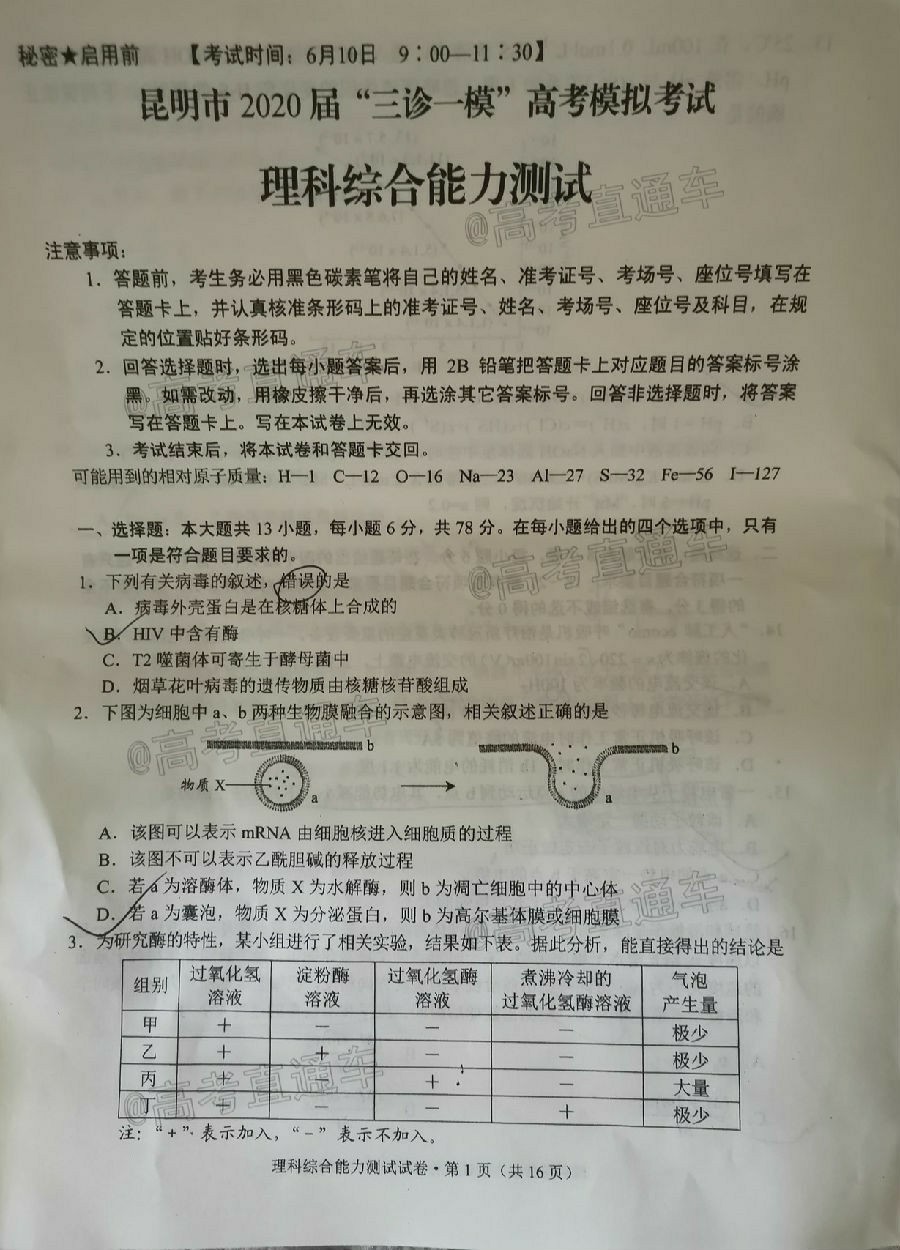 秘密★启用前 【考试时间：6月10日 9∶00—11∶30】
昆明市 2020 届“三诊一模”高考模拟考试
理科综合能力测试
@高考直通车
注意事项：
1．答题前，考生务必用黑色碳素笔将自己的姓名、准考证号、考场号、座位号填写在
答题卡上，并认真核准条形码上的准考证号、姓名、考场号、座位号及科目，在规
定的位置贴好条形码。
2．回答选择题时，选出每小题答案后，用 2B 铅笔把答题卡上对应题目的答案标号涂
黑。如需改动，用橡皮擦干净后，再选涂其它答案标号。回答非选择题时，将答案
写在答题卡上。写在本试卷上无效。
@高考直通车
3．考试结束后，将本试卷和答题卡交回。
可能用到的相对原子质量：H—1 C—12 O—16 Na—23 Al—27 S—32 Fe—56 I—127
一、选择题：本大题共 13 小题，每小题 6 分，共 78 分。在每小题给出的四个选项中，只有
一项是符合题目要求的。
@高考直通车
1．下列有关病毒的叙述，错误的是
A．病毒外壳蛋白是在核糖体上合成的
B．HIV 中含有酶
C．T2 噬菌体可寄生于酵母菌中
D．烟草花叶病毒的遗传物质由核糖核苷酸组成
2．下图为细胞中 a、b 两种生物膜融合的示意图，相关叙述正确的是
@高考直通车
b
b
物质 X
a
a
A．该图可以表示 mRNA 由细胞核进入细胞质的过程
B．该图不可以表示乙酰胆碱的释放过程
C．若 a 为溶酶体，物质 X 为水解酶，则 b 为凋亡细胞中的中心体
D．若 a 为囊泡，物质 X 为分泌蛋白，则 b 为高尔基体膜或细胞膜
@高考直通车
3．为研究酶的特性，某小组进行了相关实验，结果如下表。据此分析，能直接得出的结论是
组别 过氧化氢溶液 淀粉酶溶液 过氧化氢酶溶液 煮沸冷却的过氧化氢酶溶液 气泡产生量
甲 + － － － 极少
乙 + + － － 极少
丙 + － + － 大量
丁 + － － + 极少
@高考直通车
注：“+”表示加入，“－”表示不加入。
理科综合能力测试试卷·第 1 页（共 16 页）